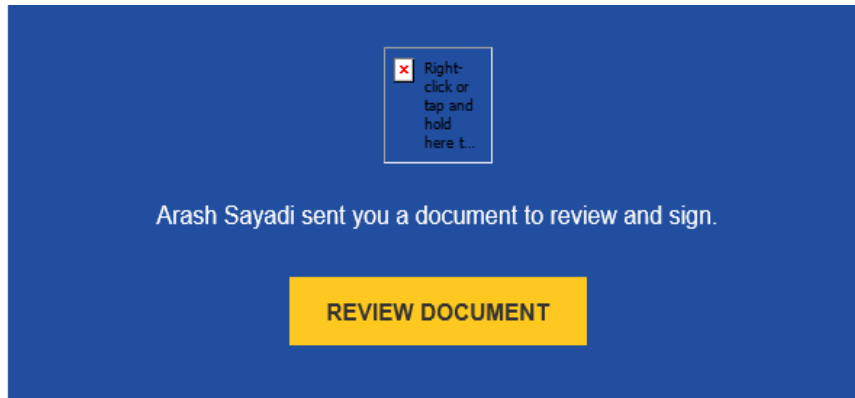 Right-
click or
tap and
hold
here t...
Arash Sayadi sent you a document to review and sign.
REVIEW DOCUMENT